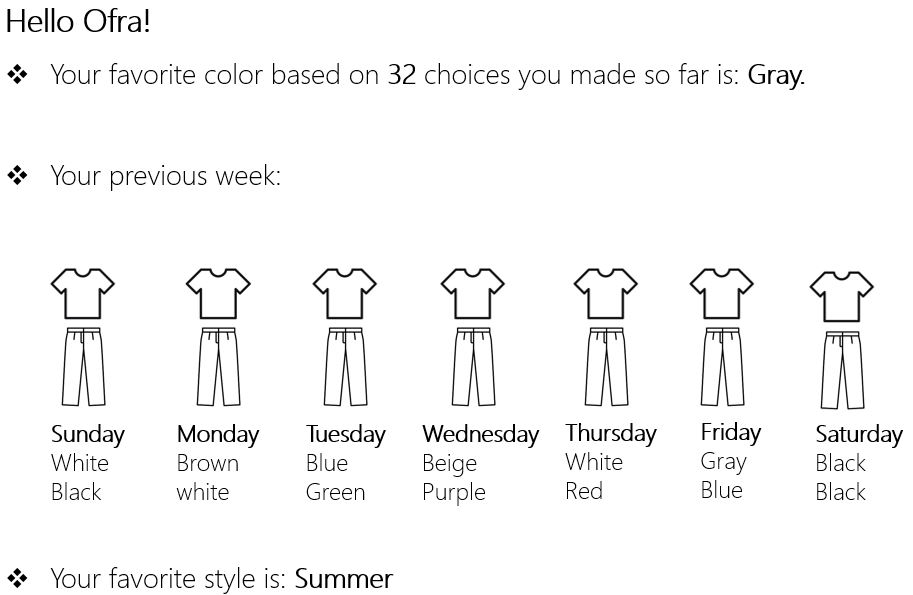 Hello Ofra!
❖ Your favorite color based on 32 choices you made so far is: Gray.
❖ Your previous week:
Sunday Monday Tuesday Wednesday Thursday Friday Saturday
White Brown Blue Beige White Gray Black
Black white Green Purple Red Blue Black
❖ Your favorite style is: Summer